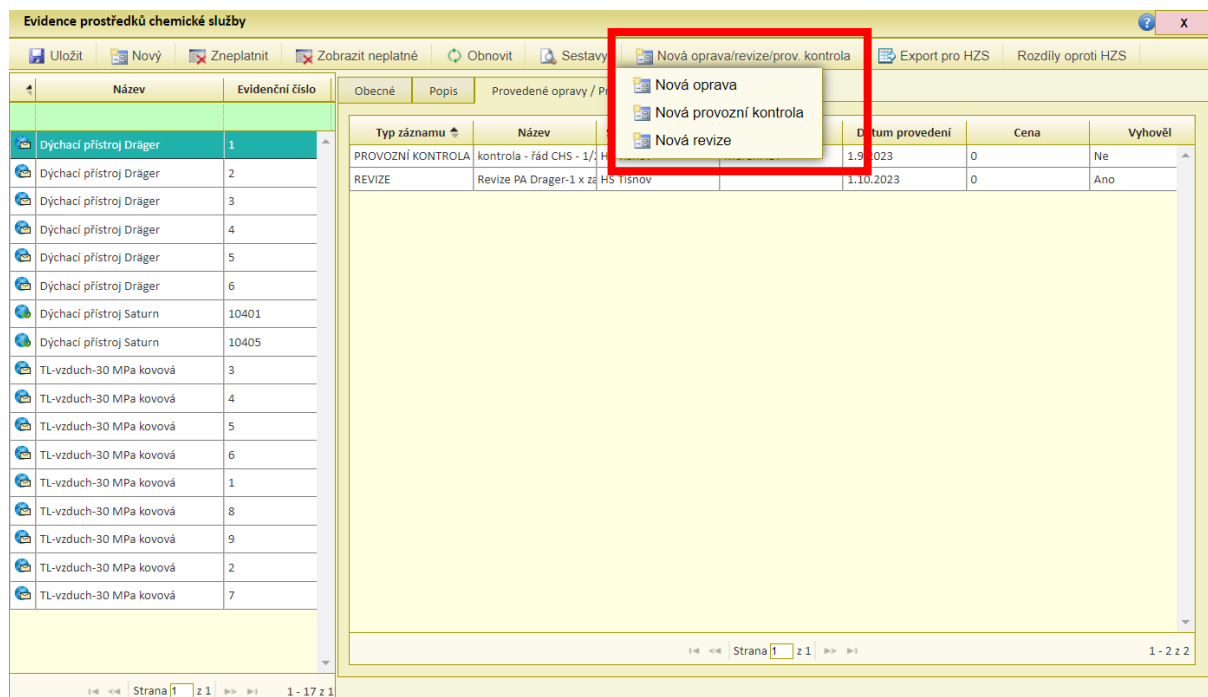 Evidence prostředků chemické služby ? X
Uložit Nový Zneplatnit Zobrazit neplatné Obnovit Sestavy Nová oprava/revize/prov. kontrola Export pro HZS Rozdíly oproti HZS
Název Evidenční číslo
Dýchací přístroj Dräger 1
Dýchací přístroj Dräger 2
Dýchací přístroj Dräger 3
Dýchací přístroj Dräger 4
Dýchací přístroj Dräger 5
Dýchací přístroj Dräger 6
Dýchací přístroj Saturn 10401
Dýchací přístroj Saturn 10405
TL-vzduch-30 MPa kovová 3
TL-vzduch-30 MPa kovová 4
TL-vzduch-30 MPa kovová 5
TL-vzduch-30 MPa kovová 6
TL-vzduch-30 MPa kovová 1
TL-vzduch-30 MPa kovová 8
TL-vzduch-30 MPa kovová 9
TL-vzduch-30 MPa kovová 2
TL-vzduch-30 MPa kovová 7
Strana 1 z 1 1 - 17 z 1
Obecné Popis Provedené opravy /
Nová oprava
Nová provozní kontrola
Nová revize
Typ záznamu Název Datum provedení Cena Vyhověl
PROVOZNÍ KONTROLA kontrola - řád CHS - 1/ 1.9.2023 0 Ne
REVIZE Revize PA Drager-1 x za HS Tišnov 1.10.2023 0 Ano
Strana 1 z 1 1 - 2 z 2